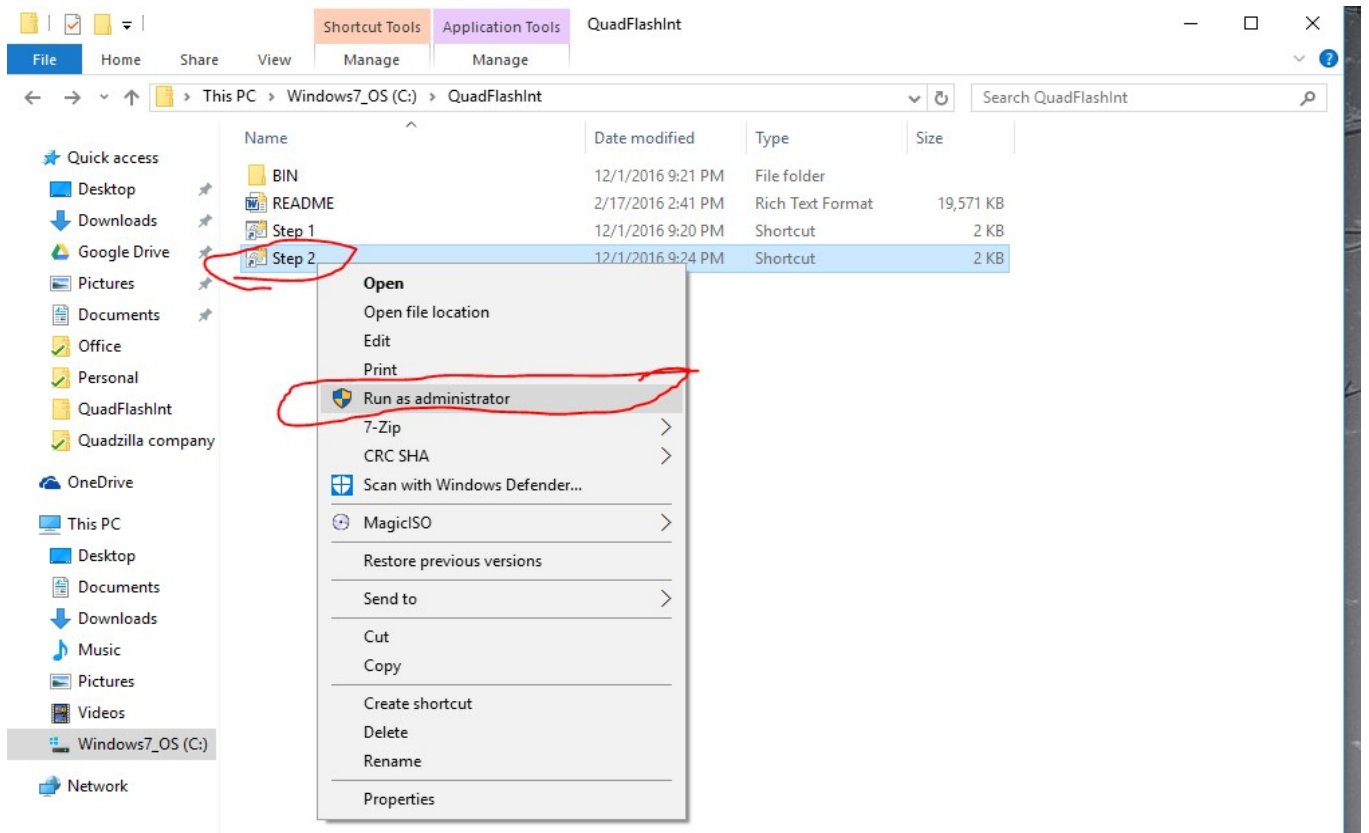 Shortcut Tools Application Tools QuadFlashInt
File Home Share View Manage Manage
This PC Windows7_OS (C:) QuadFlashInt Search QuadFlashInt
Name Date modified Type Size
Quick access
Desktop
Downloads
Google Drive
Pictures
Documents
Office
Personal
QuadFlashInt
Quadzilla company
OneDrive
This PC
Desktop
Documents
Downloads
Music
Pictures
Videos
Windows7_OS (C:)
Network
BIN 12/1/2016 9:21 PM File folder
README 2/17/2016 2:41 PM Rich Text Format 19,571 KB
Step 1 12/1/2016 9:20 PM Shortcut 2 KB
Step 2 12/1/2016 9:24 PM Shortcut 2 KB
Open
Open file location
Edit
Print
Run as administrator
7-Zip
CRC SHA
Scan with Windows Defender...
MagicISO
Restore previous versions
Send to
Cut
Copy
Create shortcut
Delete
Rename
Properties